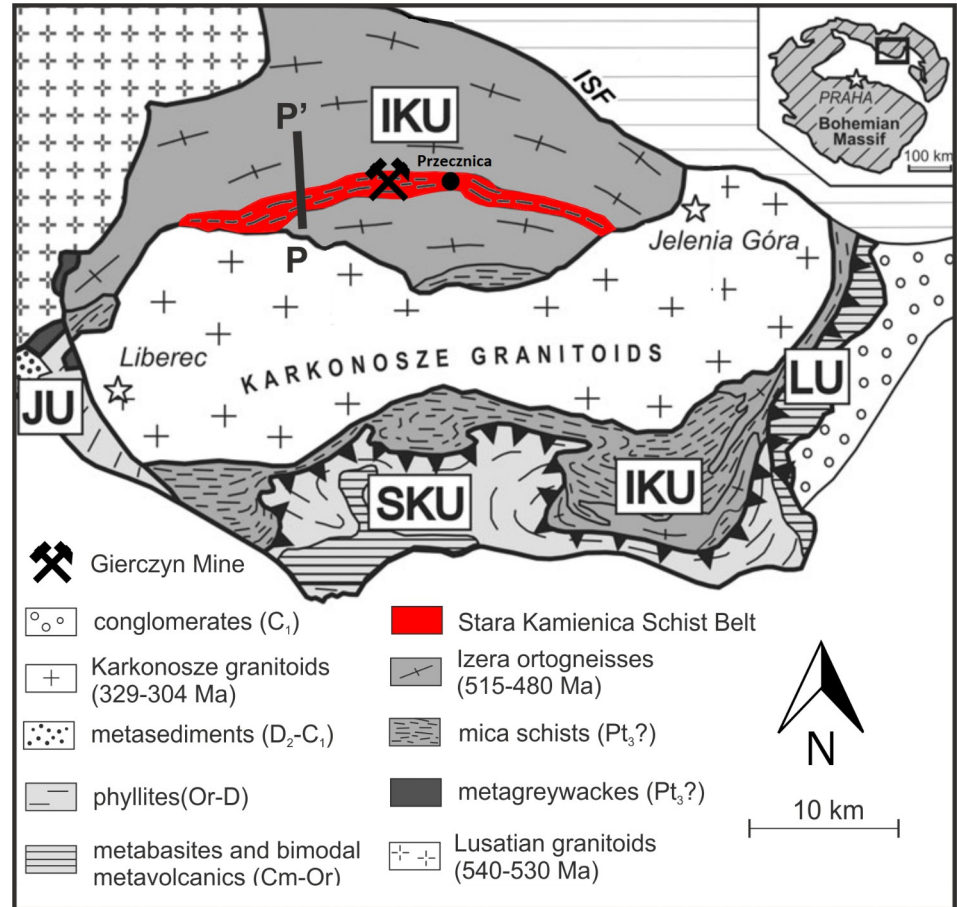 ISF
PRAHA
Bohemian
Massif
100 km
IKU
P’
Przecznica
P
Jelenia Góra
Liberec
KARKONOSZE GRANITOIDS
JU
LU
SKU
IKU
Gierczyn Mine
conglomerates (C₁)
Karkonosze granitoids
(329-304 Ma)
metasediments (D₂-C₁)
phyllites(Or-D)
metabasites and bimodal
metavolcanics (Cm-Or)
Stara Kamienica Schist Belt
Izera ortogneisses
(515-480 Ma)
mica schists (Pt₃?)
metagreywackes (Pt₃?)
Lusatian granitoids
(540-530 Ma)
N
10 km